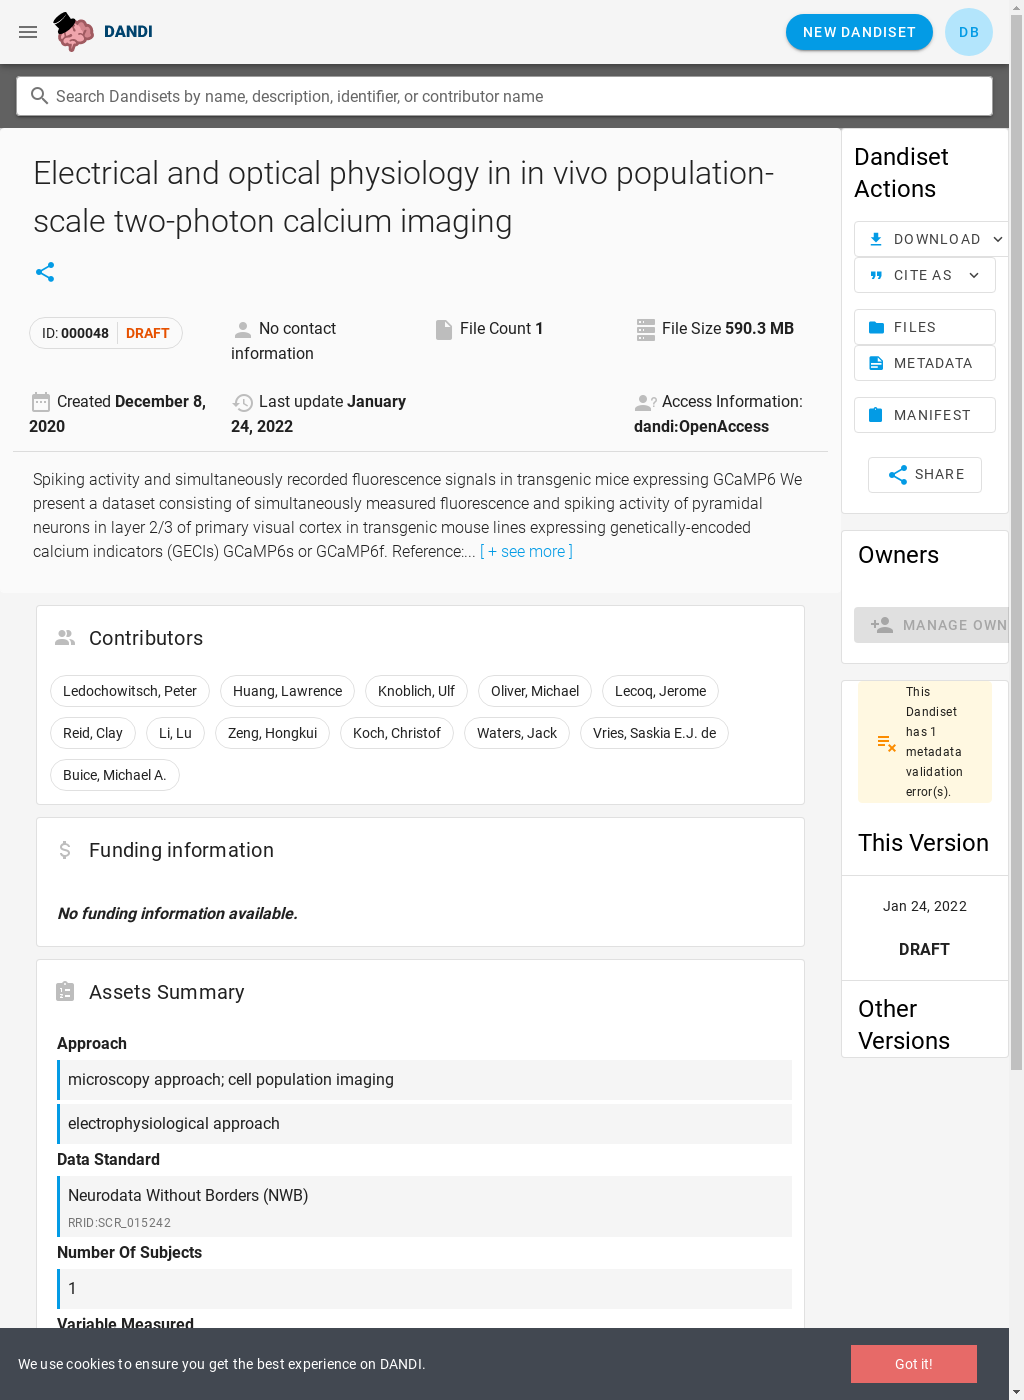 DANDI
NEW DANDISET
DB
Search Dandisets by name, description, identifier, or contributor name
Electrical and optical physiology in in vivo population-
scale two-photon calcium imaging
ID: 000048 DRAFT
No contact
information
File Count 1
File Size 590.3 MB
Created December 8,
2020
Last update January
24, 2022
Access Information:
dandi:OpenAccess
Spiking activity and simultaneously recorded fluorescence signals in transgenic mice expressing GCaMP6 We
present a dataset consisting of simultaneously measured fluorescence and spiking activity of pyramidal
neurons in layer 2/3 of primary visual cortex in transgenic mouse lines expressing genetically-encoded
calcium indicators (GECIs) GCaMP6s or GCaMP6f. Reference:... [ + see more ]
Contributors
Ledochowitsch, Peter
Huang, Lawrence
Knoblich, Ulf
Oliver, Michael
Lecoq, Jerome
Reid, Clay
Li, Lu
Zeng, Hongkui
Koch, Christof
Waters, Jack
Vries, Saskia E.J. de
Buice, Michael A.
Funding information
No funding information available.
Assets Summary
Approach
microscopy approach; cell population imaging
electrophysiological approach
Data Standard
Neurodata Without Borders (NWB)
RRID:SCR_015242
Number Of Subjects
1
Variable Measured
Dandiset
Actions
DOWNLOAD
CITE AS
FILES
METADATA
MANIFEST
SHARE
Owners
MANAGE OWN
This
Dandiset
has 1
metadata
validation
error(s).
This Version
Jan 24, 2022
DRAFT
Other
Versions
We use cookies to ensure you get the best experience on DANDI.
Got it!